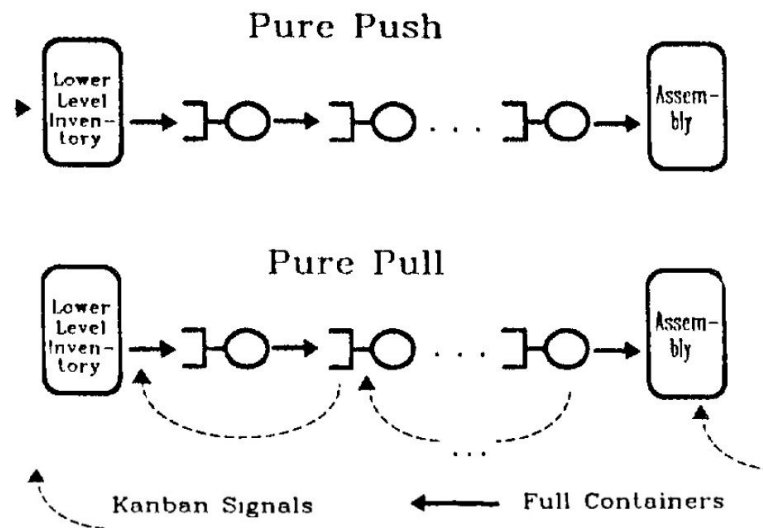 Pure Push
Lower
Level
Inven-
tory
Assem-
bly
. . .
Pure Pull
Lower
Level
Inven-
tory
Assem-
bly
. . .
. . .
Kanban Signals
Full Containers